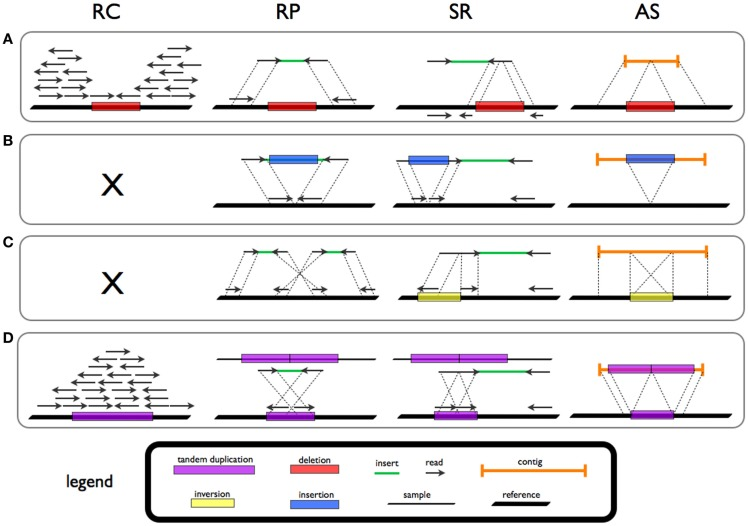 RC RP SR AS
A
B
X
C
X
D
legend
tandem duplication deletion insert read contig
inversion insertion sample reference